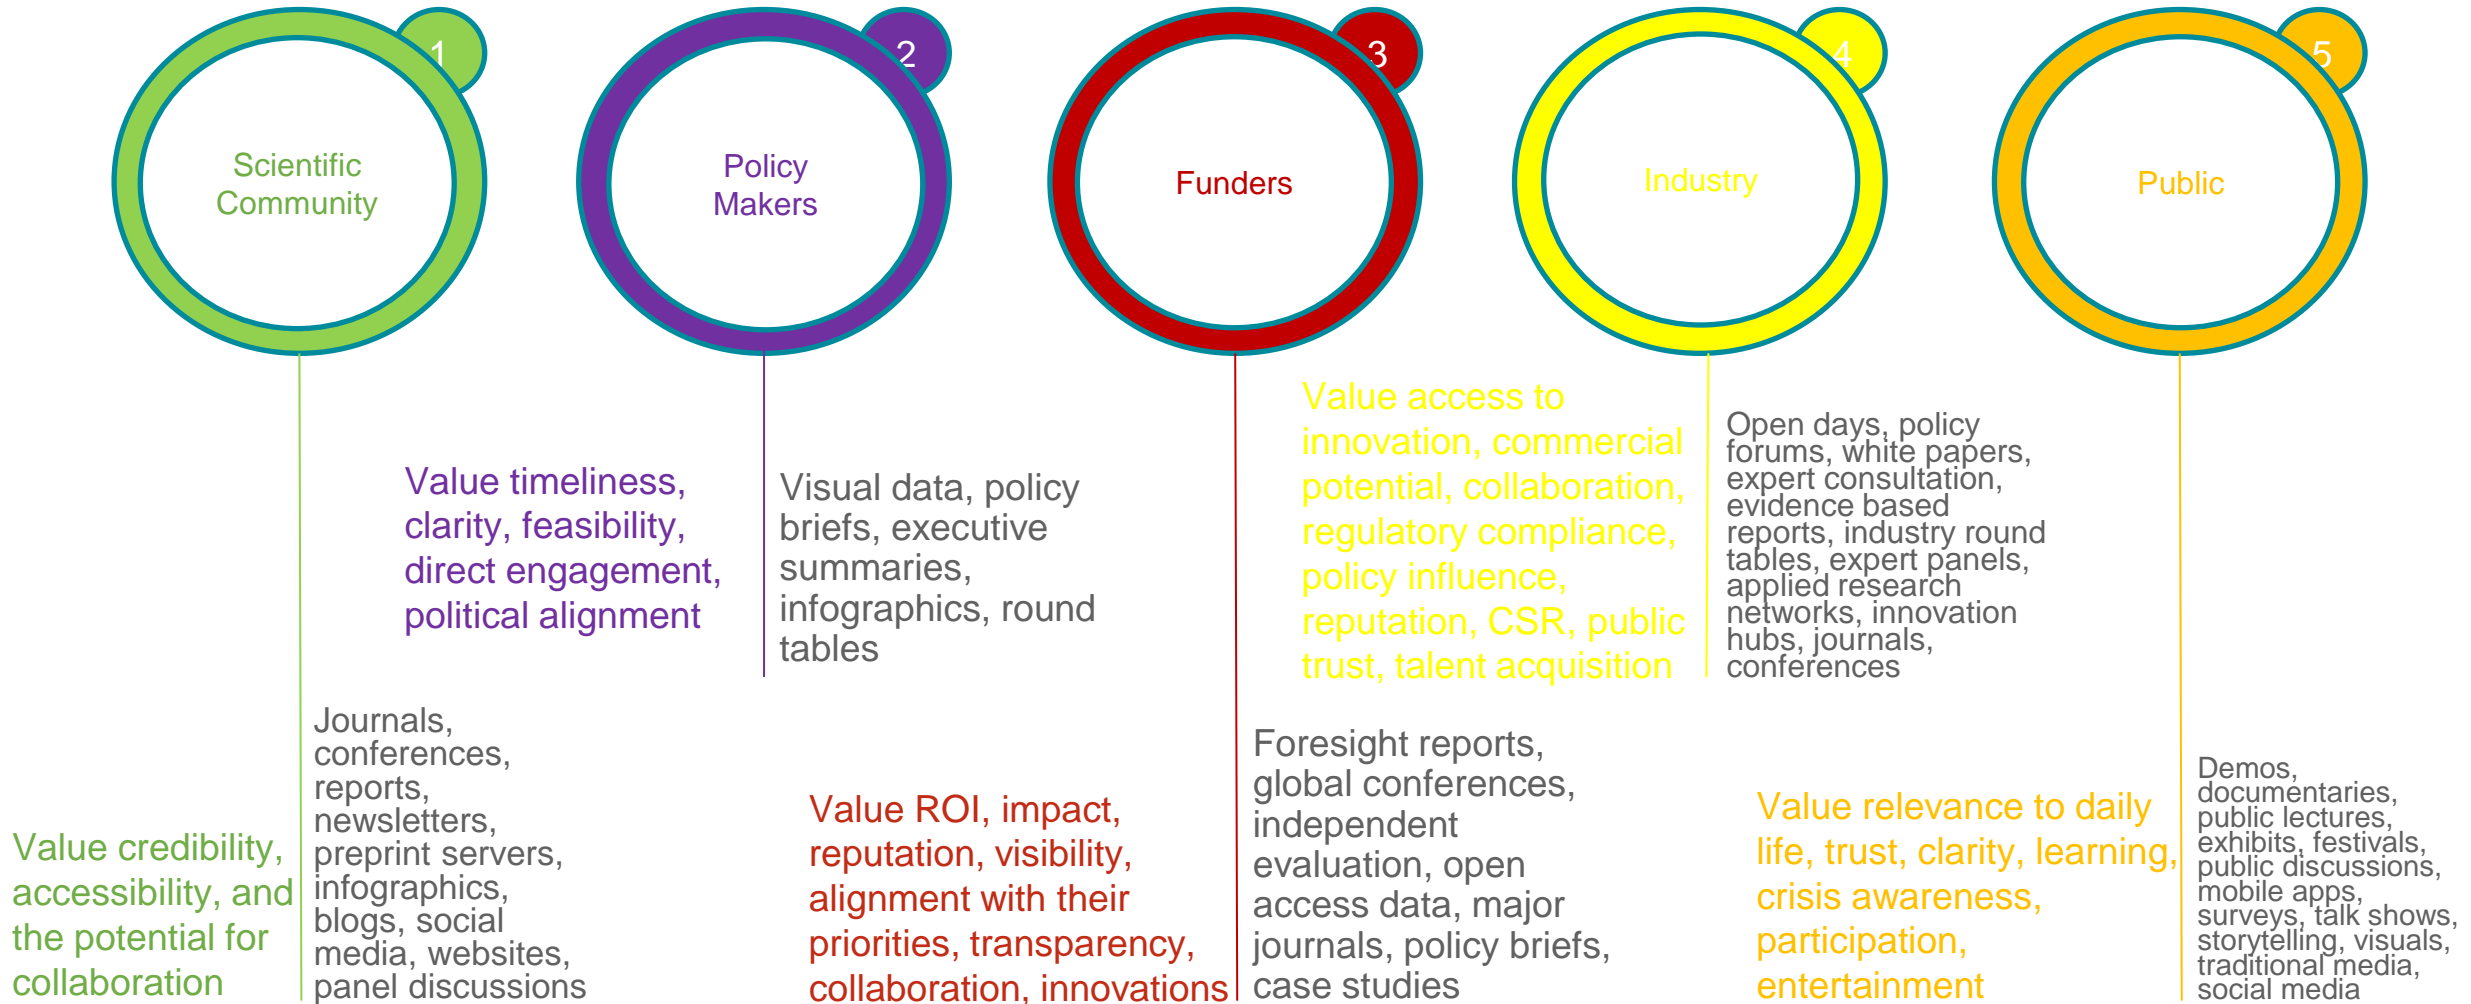 1
Scientific
Community
Value credibility,
accessibility, and
the potential for
collaboration
Journals,
conferences,
reports,
newsletters,
preprint servers,
infographics,
blogs, social
media, websites,
panel discussions
2
Policy
Makers
Value timeliness,
clarity, feasibility,
direct engagement,
political alignment
Visual data, policy
briefs, executive
summaries,
infographics, round
tables
3
Funders
Value ROI, impact,
reputation, visibility,
alignment with their
priorities, transparency,
collaboration, innovations
Foresight reports,
global conferences,
independent
evaluation, open
access data, major
journals, policy briefs,
case studies
4
Industry
Value access to
innovation, commercial
potential, collaboration,
regulatory compliance,
policy influence,
reputation, CSR, public
trust, talent acquisition
Open days, policy
forums, white papers,
expert consultation,
evidence based
reports, industry round
tables, expert panels,
applied research
networks, innovation
hubs, journals,
conferences
5
Public
Value relevance to daily
life, trust, clarity, learning,
crisis awareness,
participation,
entertainment
Demos,
documentaries,
public lectures,
exhibits, festivals,
public discussions,
mobile apps,
surveys, talk shows,
storytelling, visuals,
traditional media,
social media